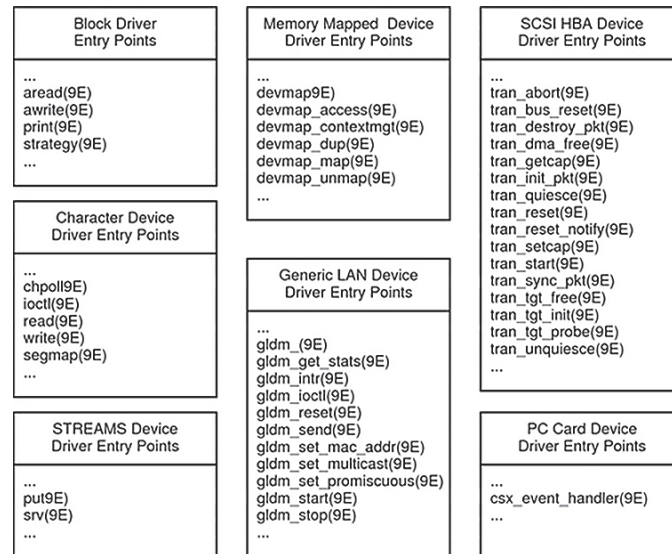 Block Driver
Entry Points
...
aread(9E)
awrite(9E)
print(9E)
strategy(9E)
...
Character Device
Driver Entry Points
...
chpoll9E)
ioctl(9E)
read(9E)
write(9E)
segmap(9E)
...
STREAMS Device
Driver Entry Points
...
put9E)
srv(9E)
...
Memory Mapped Device
Driver Entry Points
...
devmap9E)
devmap_access(9E)
devmap_contextmgt(9E)
devmap_dup(9E)
devmap_map(9E)
devmap_unmap(9E)
...
Generic LAN Device
Driver Entry Points
...
gldm_(9E)
gldm_get_stats(9E)
gldm_intr(9E)
gldm_ioctl(9E)
gldm_reset(9E)
gldm_send(9E)
gldm_set_mac_addr(9E)
gldm_set_multicast(9E)
gldm_set_promiscuous(9E)
gldm_start(9E)
gldm_stop(9E)
...
SCSI HBA Device
Driver Entry Points
...
tran_abort(9E)
tran_bus_reset(9E)
tran_destroy_pkt(9E)
tran_dma_free(9E)
tran_getcap(9E)
tran_init_pkt(9E)
tran_quiesce(9E)
tran_reset(9E)
tran_reset_notify(9E)
tran_setcap(9E)
tran_start(9E)
tran_sync_pkt(9E)
tran_tgt_free(9E)
tran_tgt_init(9E)
tran_tgt_probe(9E)
tran_unquiesce(9E)
...
PC Card Device
Driver Entry Points
...
csx_event_handler(9E)
...